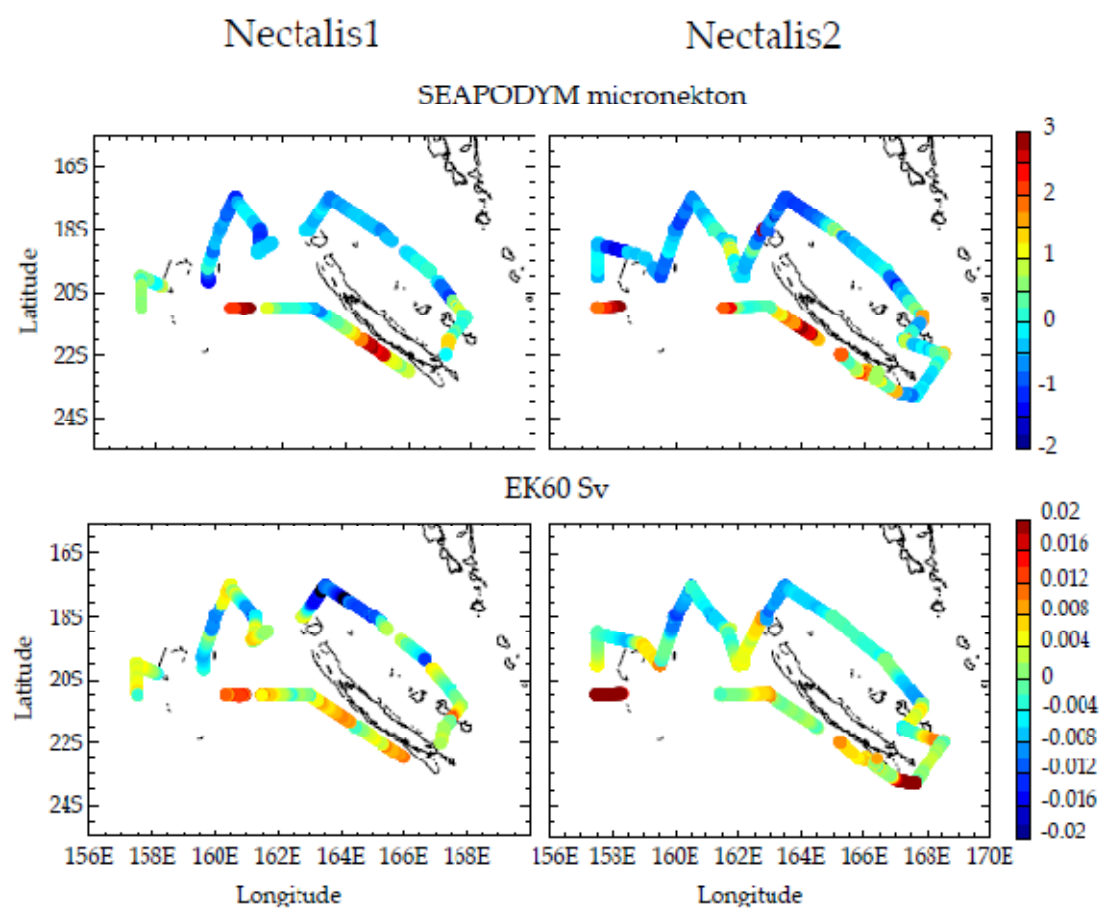 Nectalis1 Nectalis2
SEAPODYM micronekton
Latitude
16S
18S
20S
22S
24S
3
2
1
0
-1
-2
EK60 Sv
Latitude
16S
18S
20S
22S
24S
0.02
0.016
0.012
0.008
0.004
0
-0.004
-0.008
-0.012
-0.016
-0.02
156E 158E 160E 162E 164E 166E 168E 156E 158E 160E 162E 164E 166E 168E 170E
Longitude Longitude